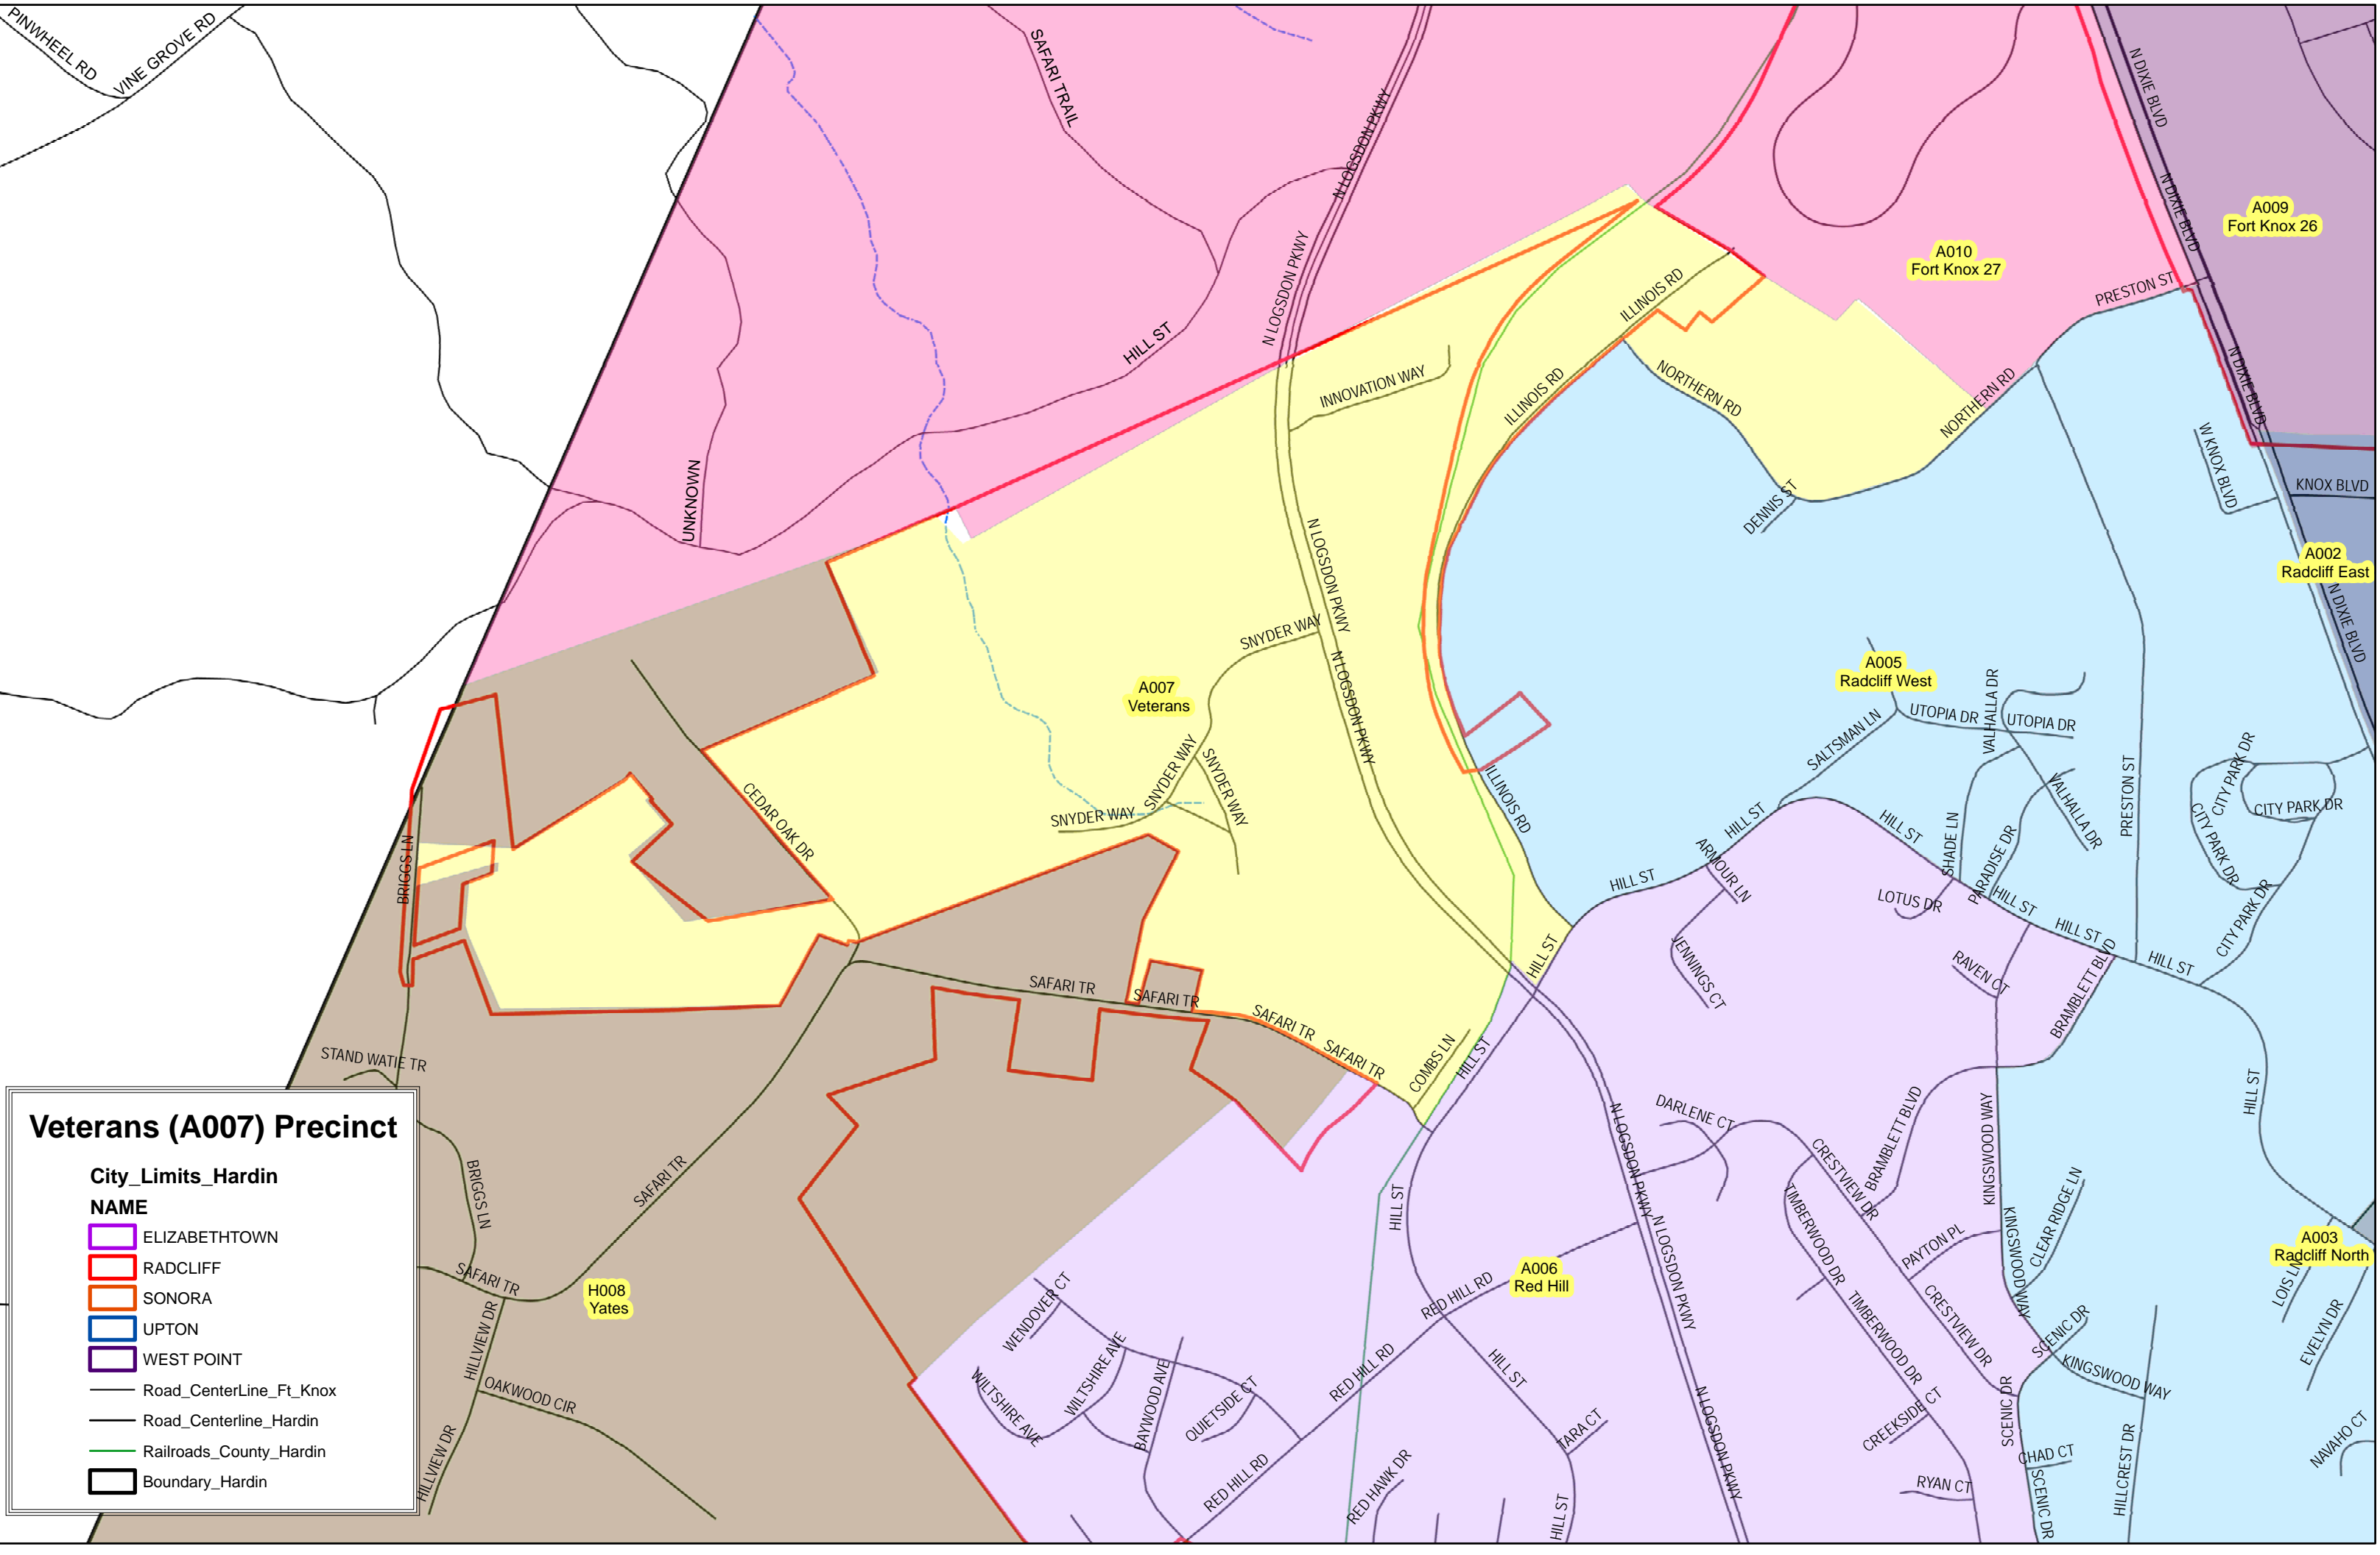 PINWHEEL RD
VINE GROVE RD
SAFARI TRAIL
N LOGSDON PKWY
N DIXIE BLVD
N DIXIE BLVD
A009
Fort Knox 26
A010
Fort Knox 27
N LOGSDON PKWY
ILLINOIS RD
PRESTON ST
HILL ST
N DIXIE BLVD
INNOVATION WAY
ILLINOIS RD
NORTHERN RD
NORTHERN RD
W KNOX BLVD
KNOX BLVD
UNKNOWN
DENNIS ST
N LOGSDON PKWY
A002
Radcliff East
N DIXIE BLVD
SNYDER WAY
N LOGSDON PKWY
A007
Veterans
A005
Radcliff West
VALHALLA DR
UTOPIA DR
UTOPIA DR
SALTSMAN LN
SNYDER WAY
SNYDER WAY
SNYDER WAY
CEDAR OAK DR
ILLINOIS RD
VALHALLA DR
PRESTON ST
CITY PARK DR
CITY PARK DR
CITY PARK DR
HILL ST
HILL ST
SHADE LN
PARADISE DR
BRIGGS LN
ARMOUR LN
HILL ST
LOTUS DR
HILL ST
HILL ST
CITY PARK DR
HILL ST
JENNINGS CT
HILL ST
RAVEN CT
BRAMBLETT BLVD
SAFARI TR
SAFARI TR
SAFARI TR
SAFARI TR
COMBS LN
HILL ST
STAND WATIE TR
HILL ST
DARLENE CT
N LOGSDON PKWY
BRAMBLETT BLVD
KINGSWOOD WAY
CRESTVIEW DR
TIMBERWOOD DR
CLEAR RIDGE LN
KINGSWOOD WAY
PAYTON PL
BRIGGS LN
SAFARI TR
HILL ST
N LOGSDON PKWY
A003
Radcliff North
LOIS LN
SAFARI TR
H008
Yates
A006
Red Hill
RED HILL RD
WENDOVER CT
TIMBERWOOD DR
CRESTVIEW DR
SCENIC DR
EVELYN DR
HILLVIEW DR
OAKWOOD CIR
WILTSHIRE AVE
WILTSHIRE AVE
BAYWOOD AVE
QUIETSIDE CT
RED HILL RD
HILL ST
KINGSWOOD WAY
N LOGSDON PKWY
SCENIC DR
CREEKSIDE CT
TARA CT
HILLVIEW DR
RED HILL RD
RED HAWK DR
HILL ST
RYAN CT
CHAD CT
SCENIC DR
HILLCREST DR
NAVAHO CT
Veterans (A007) Precinct
City_Limits_Hardin
NAME
ELIZABETHTOWN
RADCLIFF
SONORA
UPTON
WEST POINT
Road_CenterLine_Ft_Knox
Road_Centerline_Hardin
Railroads_County_Hardin
Boundary_Hardin